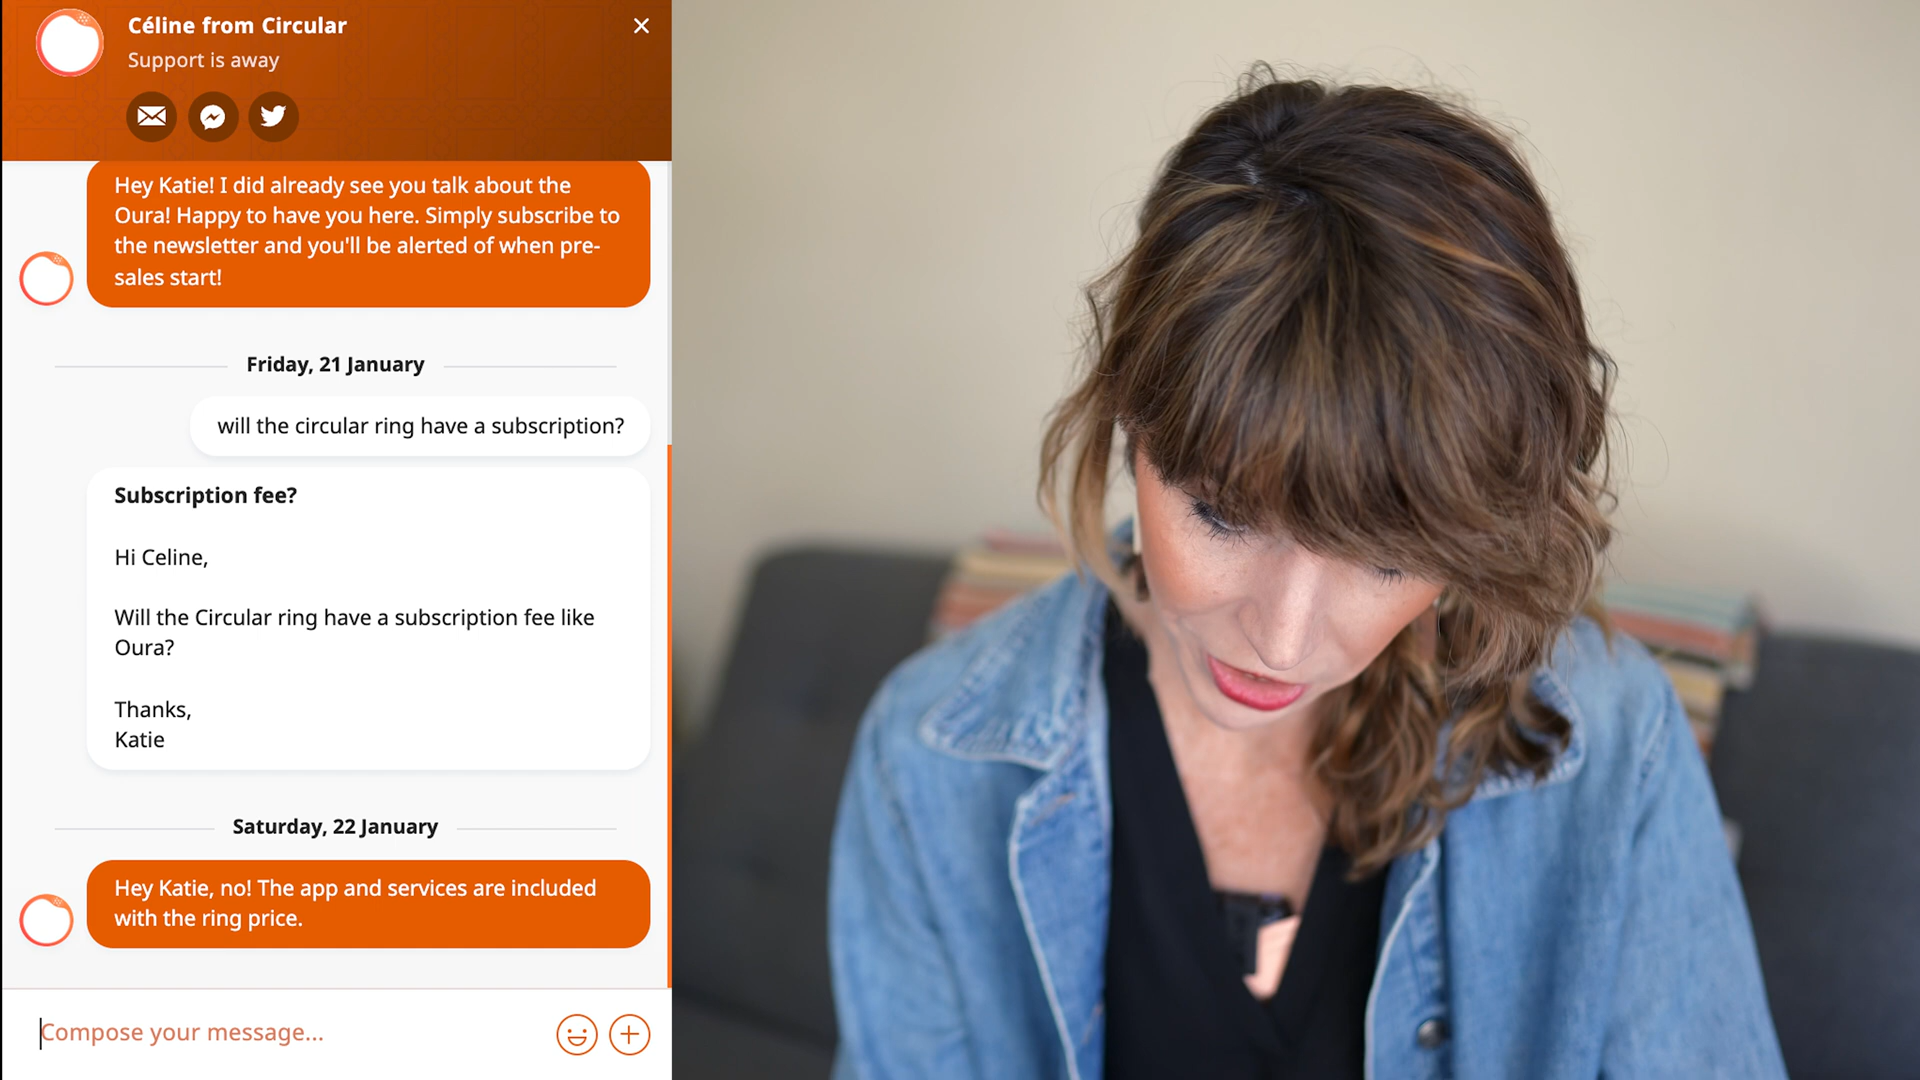 Céline from Circular
Support is away
Hey Katie! I did already see you talk about the
Oura! Happy to have you here. Simply subscribe to
the newsletter and you'll be alerted of when pre-
sales start!
Friday, 21 January
will the circular ring have a subscription?
Subscription fee?
Hi Celine,
Will the Circular ring have a subscription fee like
Oura?
Thanks,
Katie
Saturday, 22 January
Hey Katie, no! The app and services are included
with the ring price.
Compose your message...